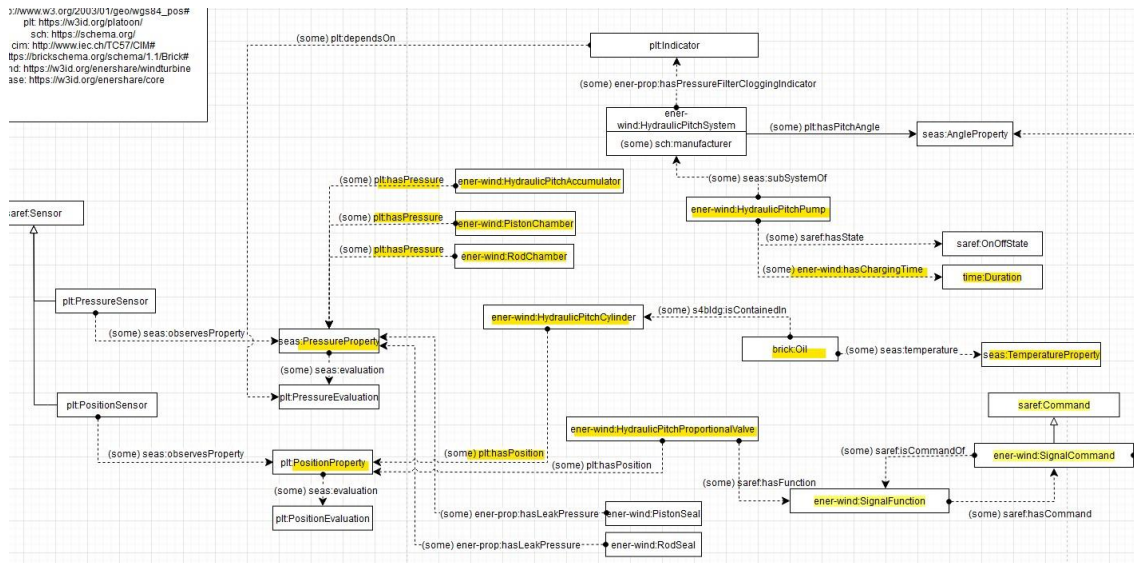 ://www.w3.org/2003/01/geo/wgs84_pos#
plt: https://w3id.org/platoon/
sch: https://schema.org/
cim: http://www.iec.ch/TC57/CIM#
ttps://brickschema.org/schema/1.1/Brick#
nd: https://w3id.org/enershare/windturbine
ase: https://w3id.org/enershare/core
(some) plt:dependsOn
plt:Indicator
(some) ener-prop:hasPressureFilterCloggingIndicator
ener-
wind:HydraulicPitchSystem
(some) sch:manufacturer
(some) plt:hasPitchAngle
seas:AngleProperty
(some) seas:subSystemOf
(some) plt:hasPressure
ener-wind:HydraulicPitchAccumulator
ener-wind:HydraulicPitchPump
saref:Sensor
(some) plt:hasPressure
ener-wind:PistonChamber
(some) saref:hasState
saref:OnOffState
(some) plt:hasPressure
ener-wind:RodChamber
(some) ener-wind:hasChargingTime
time:Duration
plt:PressureSensor
(some) s4bldg:isContainedIn
ener-wind:HydraulicPitchCylinder
(some) seas:observesProperty
seas:PressureProperty
brick:Oil
(some) seas:temperature
seas:TemperatureProperty
(some) seas:evaluation
plt:PressureEvaluation
plt:PositionSensor
saref:Command
ener-wind:HydraulicPitchProportionalValve
(some) seas:observesProperty
(some) plt:hasPosition
(some) saref:isCommandOf
ener-wind:SignalCommand
plt:PositionProperty
(some) plt:hasPosition
(some) saref:hasFunction
(some) seas:evaluation
ener-wind:SignalFunction
(some) saref:hasCommand
plt:PositionEvaluation
(some) ener-prop:hasLeakPressure
ener-wind:PistonSeal
(some) ener-prop:hasLeakPressure
ener-wind:RodSeal